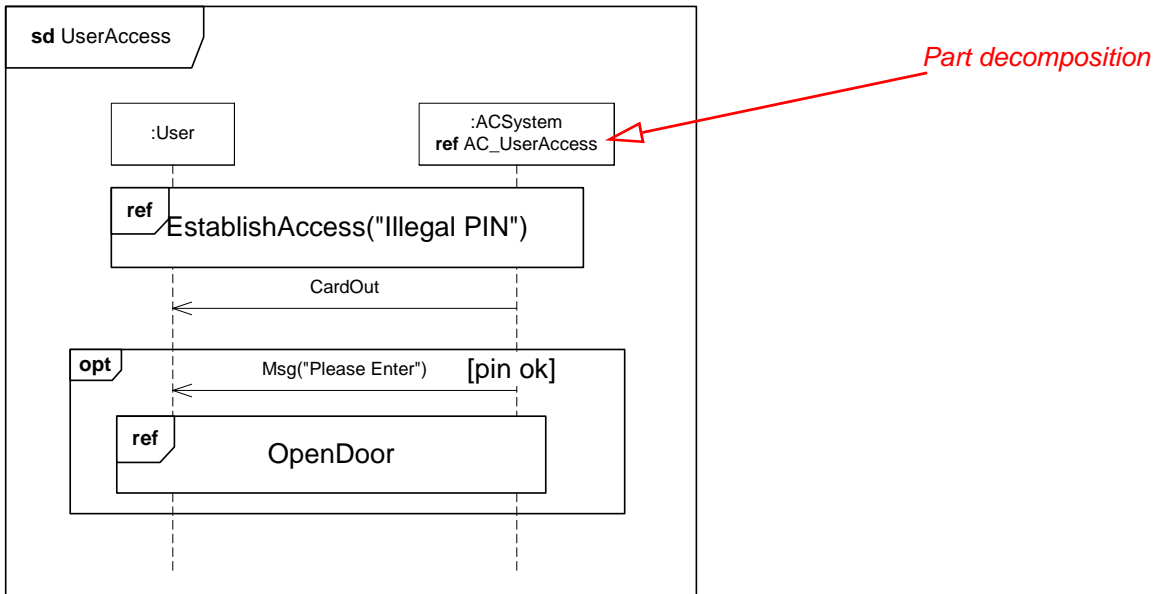 sd UserAccess
Part decomposition
:User
:ACSystem
ref AC_UserAccess
ref
EstablishAccess("Illegal PIN")
CardOut
opt
Msg("Please Enter")
[pin ok]
ref
OpenDoor